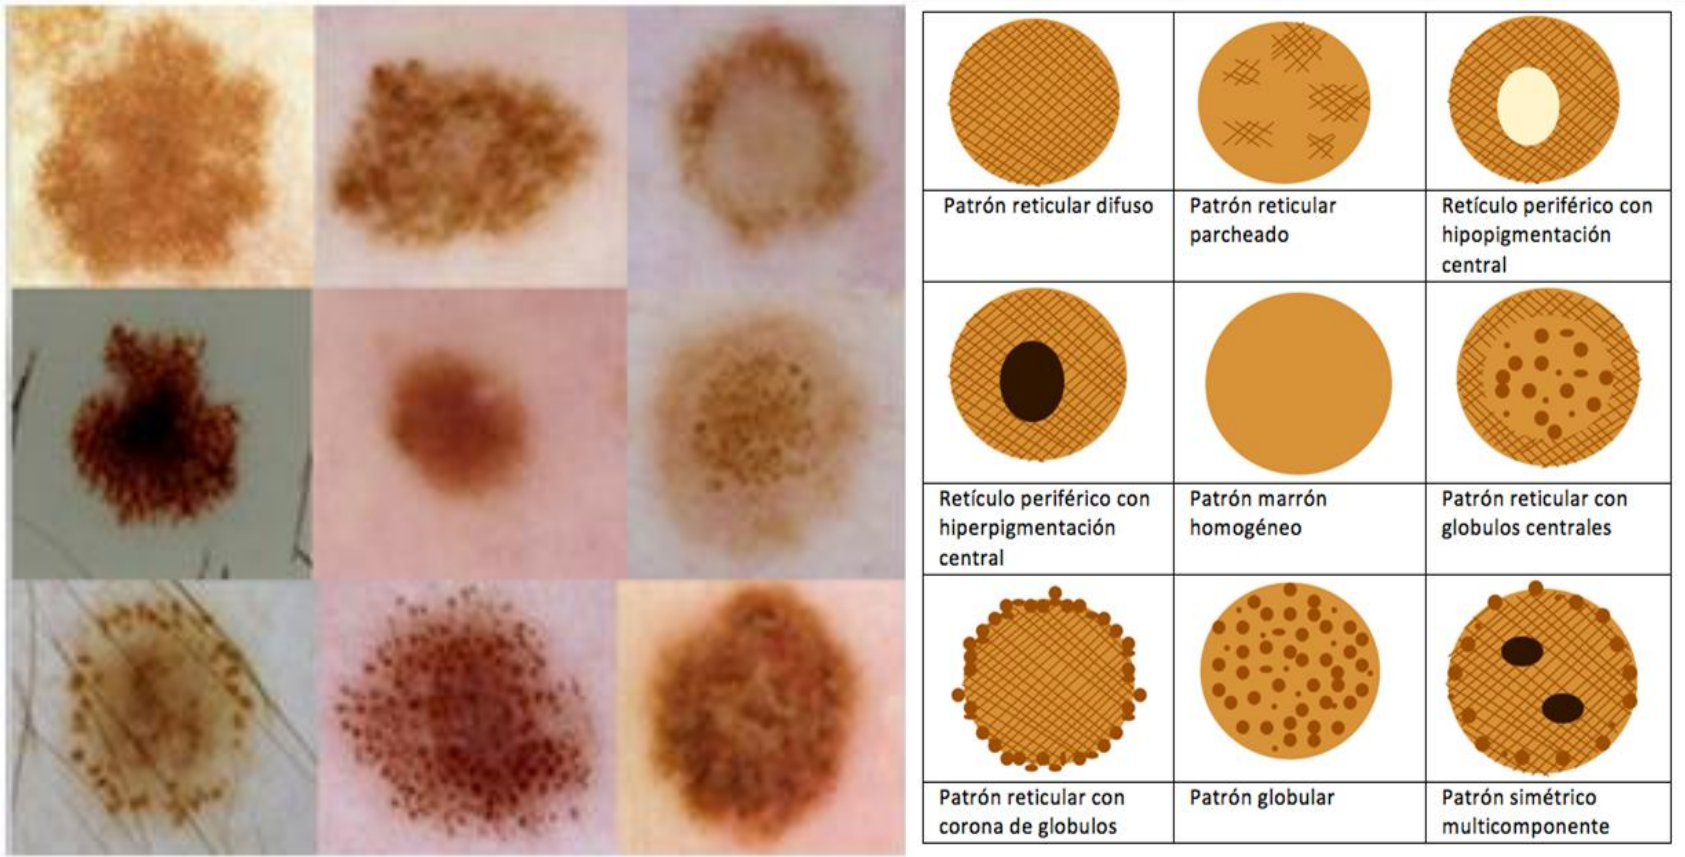 Patrón reticular difuso
Patrón reticular
parcheado
Retículo periférico con
hipopigmentación
central
Retículo periférico con
hiperpigmentación
central
Patrón marrón
homogéneo
Patrón reticular con
globulos centrales
Patrón reticular con
corona de globulos
Patrón globular
Patrón simétrico
multicomponente